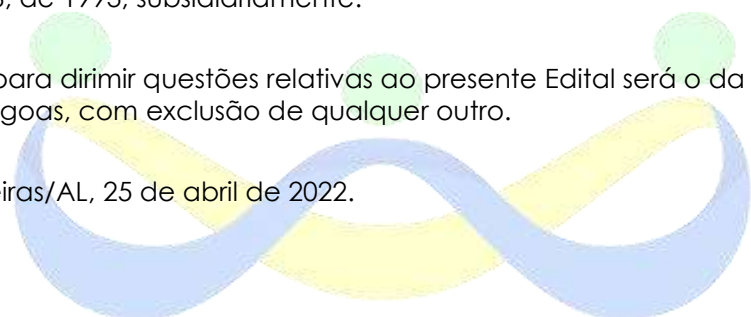 de 1993, subsidiariamente.
para dirimir questões relativas ao presente Edital será o da
goas, com exclusão de qualquer outro.
eiras/AL, 25 de abril de 2022.